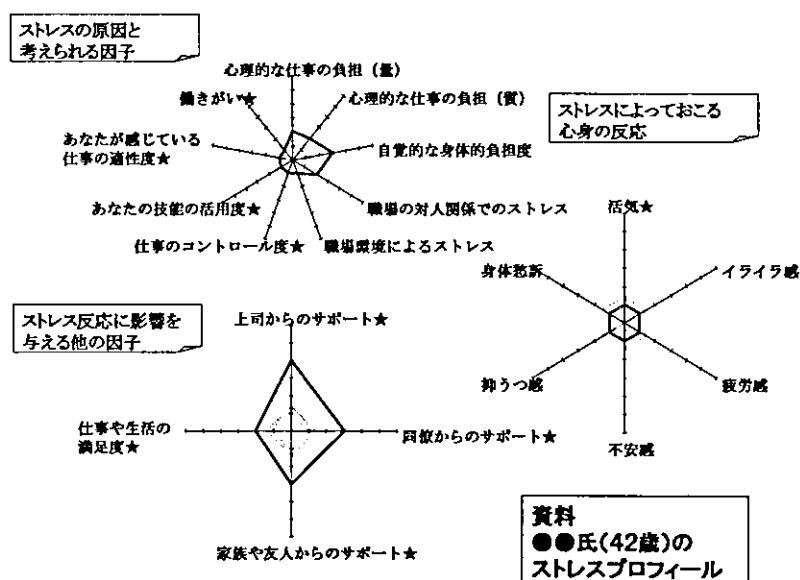 ストレスの原因と
考えられる因子
心理的な仕事の負担（量）
働きがい★
心理的な仕事の負担（質）
あなたが感じている
仕事の適性度★
自覚的な身体的負担度
あなたの技能の活用度★
職場の対人関係でのストレス
仕事のコントロール度★
職場環境によるストレス
ストレスによっておこる
心身の反応
活気★
身体愁訴
イライラ感
抑うつ感
疲労感
不安感
ストレス反応に影響を
与える他の因子
上司からのサポート★
仕事や生活の
満足度★
同僚からのサポート★
家族や友人からのサポート★
資料
●●氏(42歳)の
ストレスプロフィール